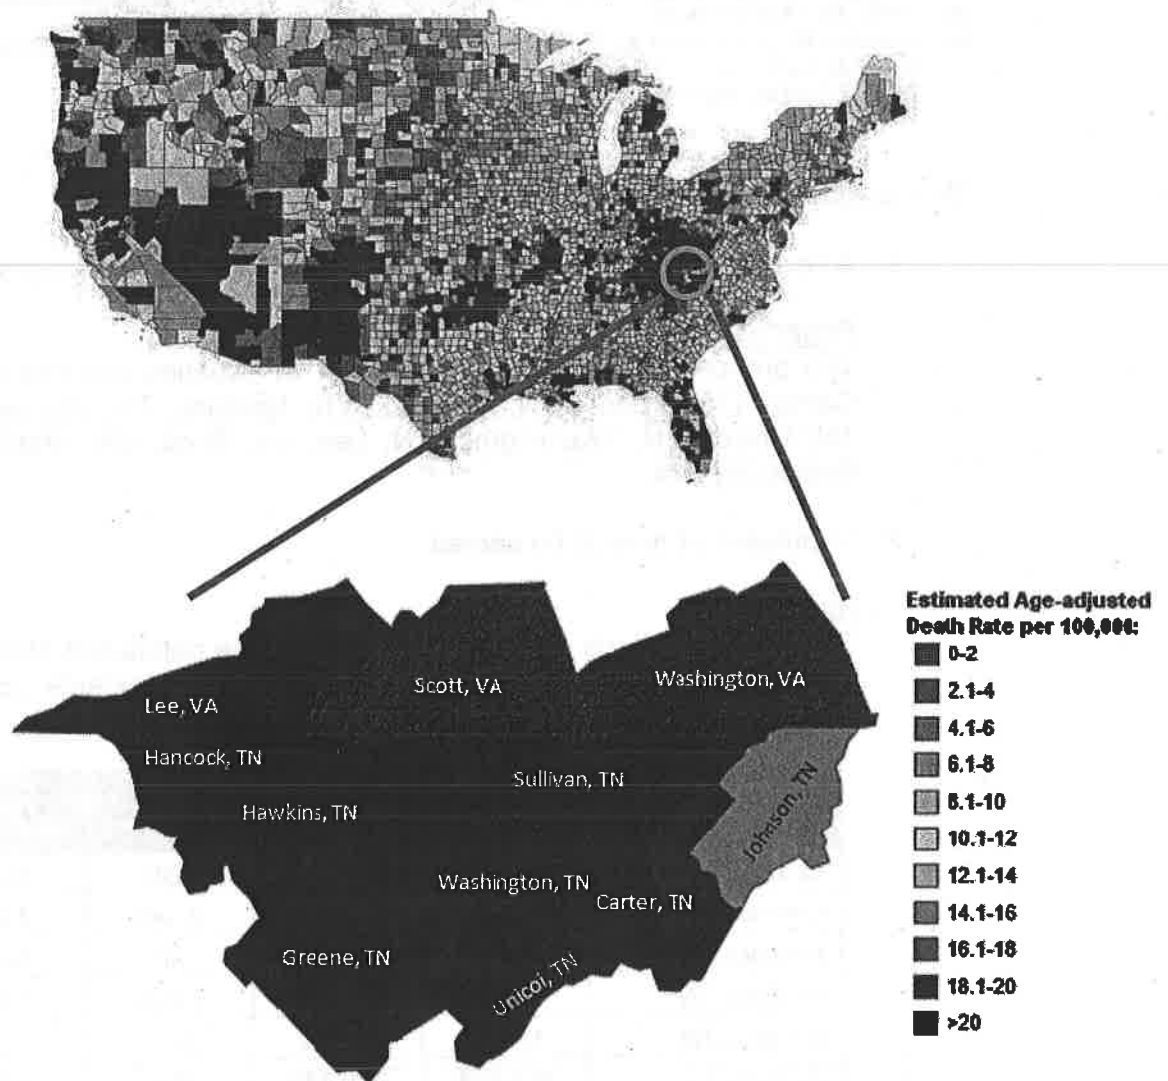 Estimated Age-adjusted
Death Rate per 100,000:
0-2
2.1-4
4.1-6
6.1-8
8.1-10
10.1-12
12.1-14
14.1-16
16.1-18
18.1-20
>20
Lee, VA
Scott, VA
Washington, VA
Hancock, TN
Sullivan, TN
Hawkins, TN
Johnson, TN
Washington, TN
Carter, TN
Greene, TN
Unicoi, TN